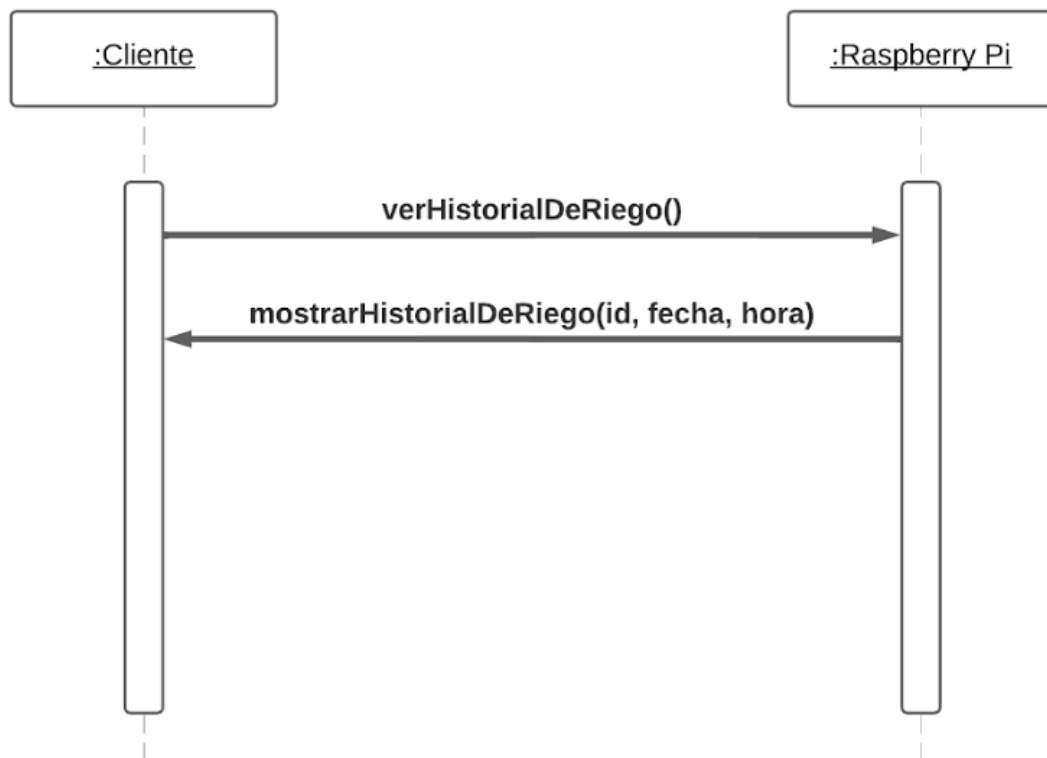 :Cliente
:Raspberry Pi
verHistorialDeRiego()
mostrarHistorialDeRiego(id, fecha, hora)